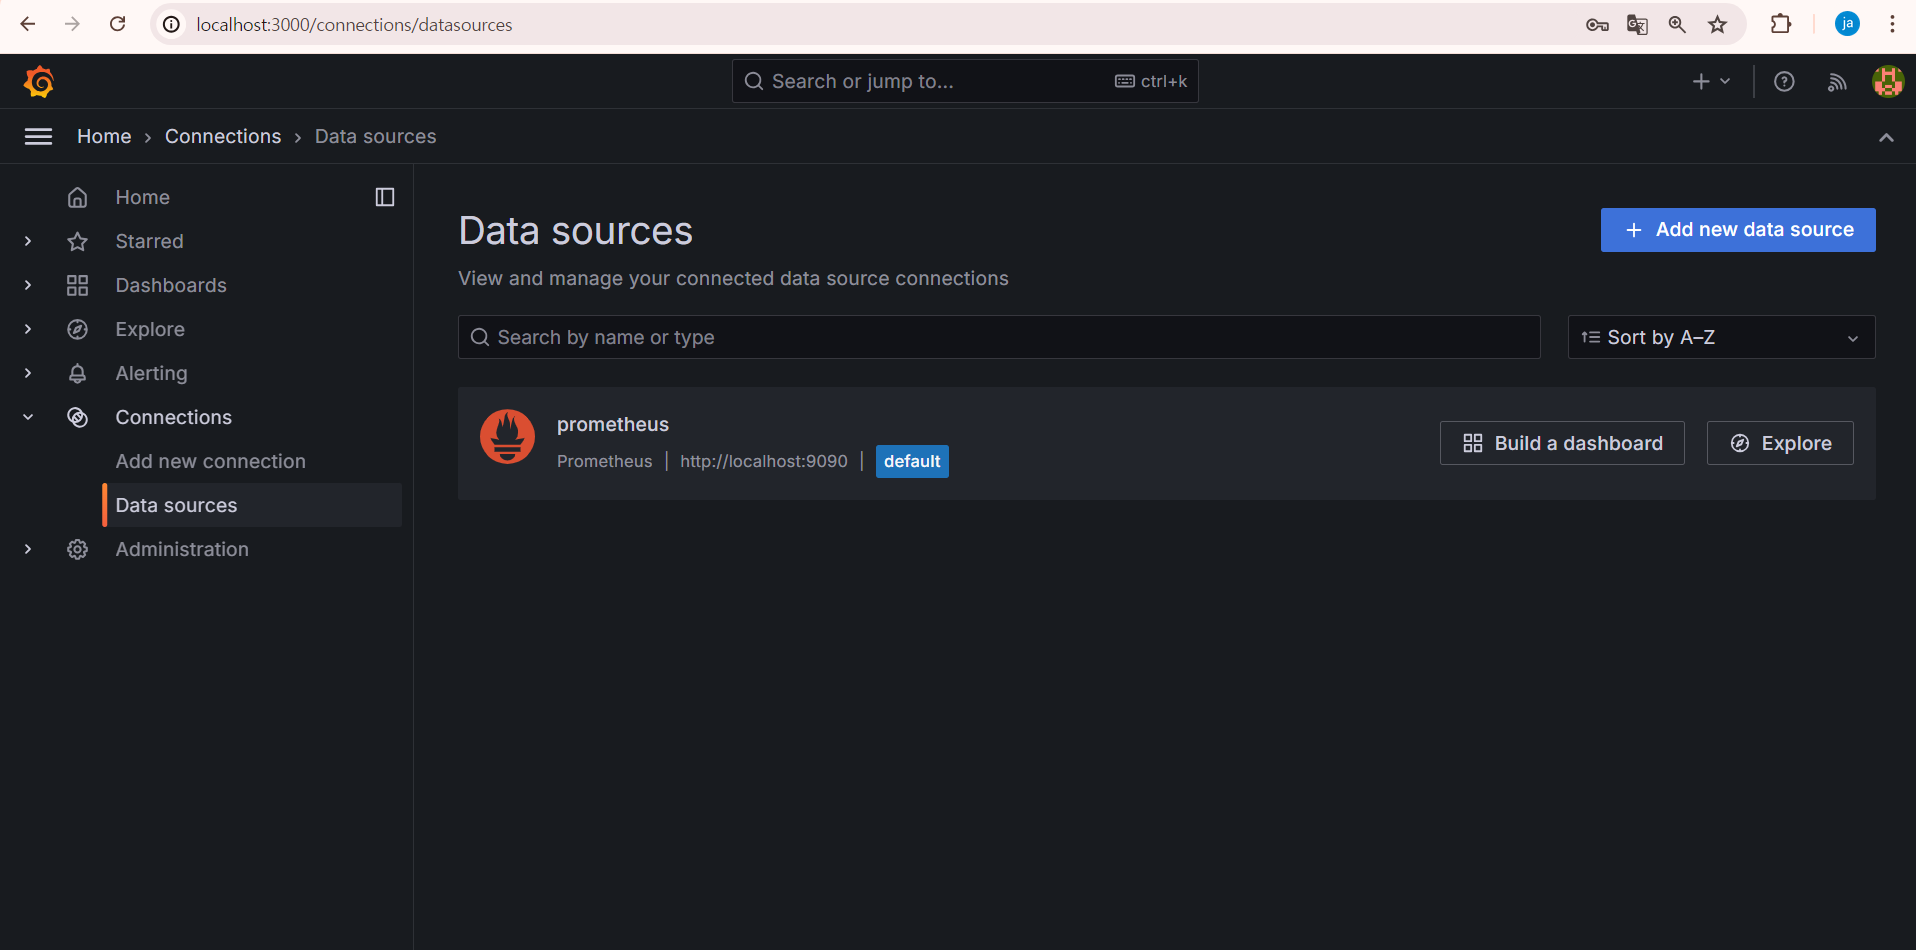 localhost:3000/connections/datasources
ja
Search or jump to...
ctrl+k
Home
Connections
Data sources
Home
Starred
Dashboards
Explore
Alerting
Connections
Add new connection
Data sources
Administration
Data sources
Add new data source
View and manage your connected data source connections
Search by name or type
Sort by A–Z
prometheus
Prometheus | http://localhost:9090 | default
Build a dashboard
Explore